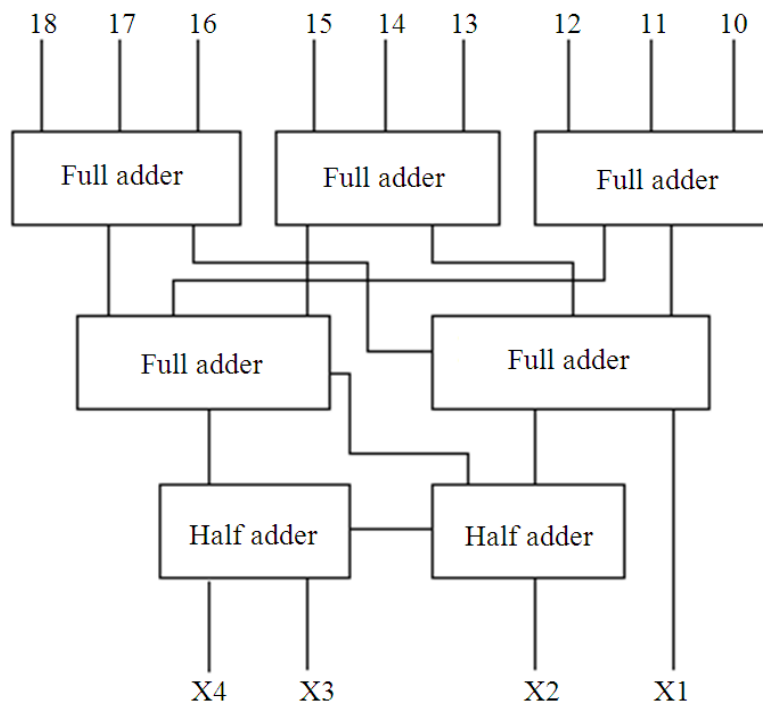 18 17 16 15 14 13 12 11 10
Full adder Full adder Full adder
Full adder Full adder
Half adder Half adder
X4 X3 X2 X1